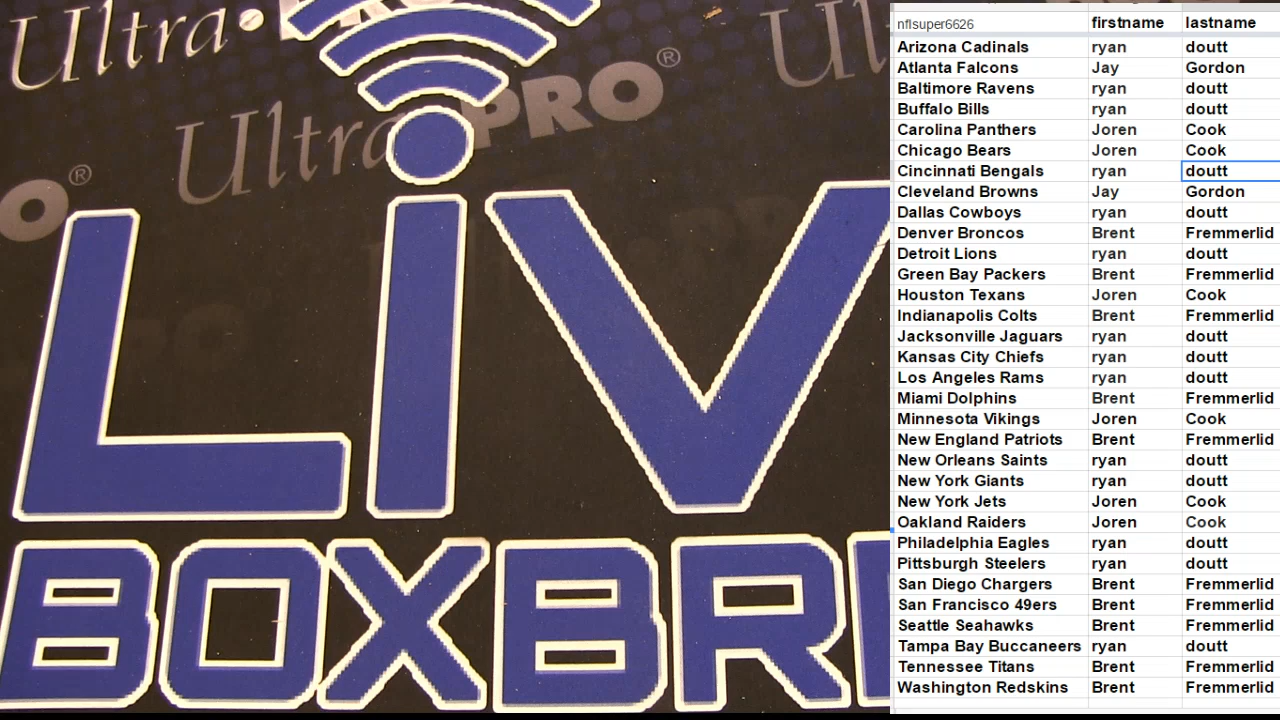 Ultra•PRO
Ultra PRO®
Ul
O®
LiV
BOXBR
nflsuper6626 firstname lastname
Arizona Cadinals ryan doutt
Atlanta Falcons Jay Gordon
Baltimore Ravens ryan doutt
Buffalo Bills ryan doutt
Carolina Panthers Joren Cook
Chicago Bears Joren Cook
Cincinnati Bengals ryan doutt
Cleveland Browns Jay Gordon
Dallas Cowboys ryan doutt
Denver Broncos Brent Fremmerlid
Detroit Lions ryan doutt
Green Bay Packers Brent Fremmerlid
Houston Texans Joren Cook
Indianapolis Colts Brent Fremmerlid
Jacksonville Jaguars ryan doutt
Kansas City Chiefs ryan doutt
Los Angeles Rams ryan doutt
Miami Dolphins Brent Fremmerlid
Minnesota Vikings Joren Cook
New England Patriots Brent Fremmerlid
New Orleans Saints ryan doutt
New York Giants ryan doutt
New York Jets Joren Cook
Oakland Raiders Joren Cook
Philadelphia Eagles ryan doutt
Pittsburgh Steelers ryan doutt
San Diego Chargers Brent Fremmerlid
San Francisco 49ers Brent Fremmerlid
Seattle Seahawks Brent Fremmerlid
Tampa Bay Buccaneers ryan doutt
Tennessee Titans Brent Fremmerlid
Washington Redskins Brent Fremmerlid